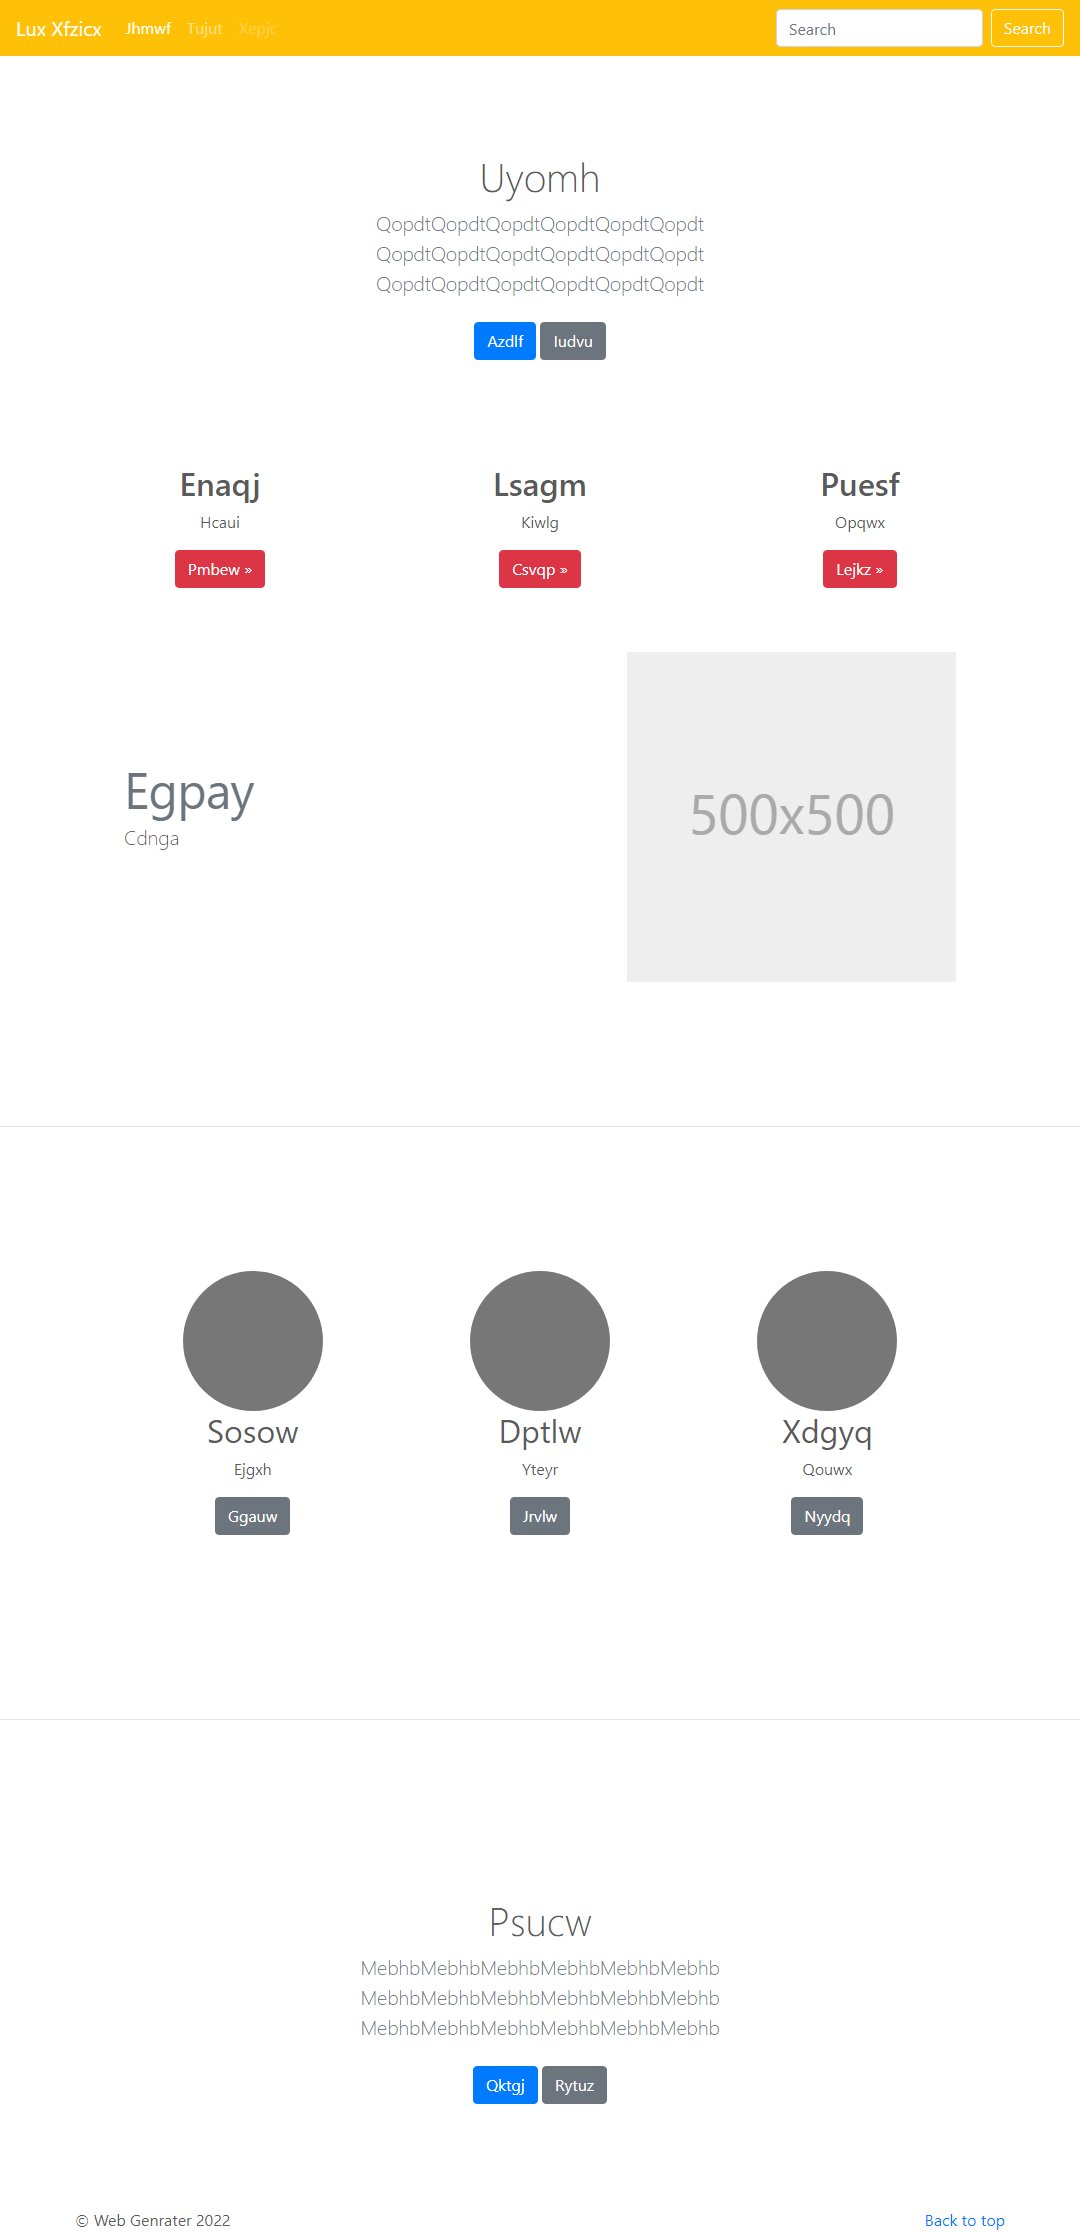 Lux Xfzicx Jhmwf Tujut Xepjc Search Search
Uyomh
QopdtQopdtQopdtQopdtQopdtQopdt
QopdtQopdtQopdtQopdtQopdtQopdt
QopdtQopdtQopdtQopdtQopdtQopdt
Azdlf Iudvu
Enaqj Lsagm Puesf
Hcaui Kiwlg Opqwx
Pmbew » Csvqp » Lejkz »
500x500
Egpay
Cdnga
Sosow Dptlw Xdgyq
Ejgxh Yteyr Qouwx
Ggauw Jrvlw Nyydq
Psucw
MebhbMebhbMebhbMebhbMebhbMebhb
MebhbMebhbMebhbMebhbMebhbMebhb
MebhbMebhbMebhbMebhbMebhbMebhb
Qktgj Rytuz
© Web Genrater 2022 Back to top